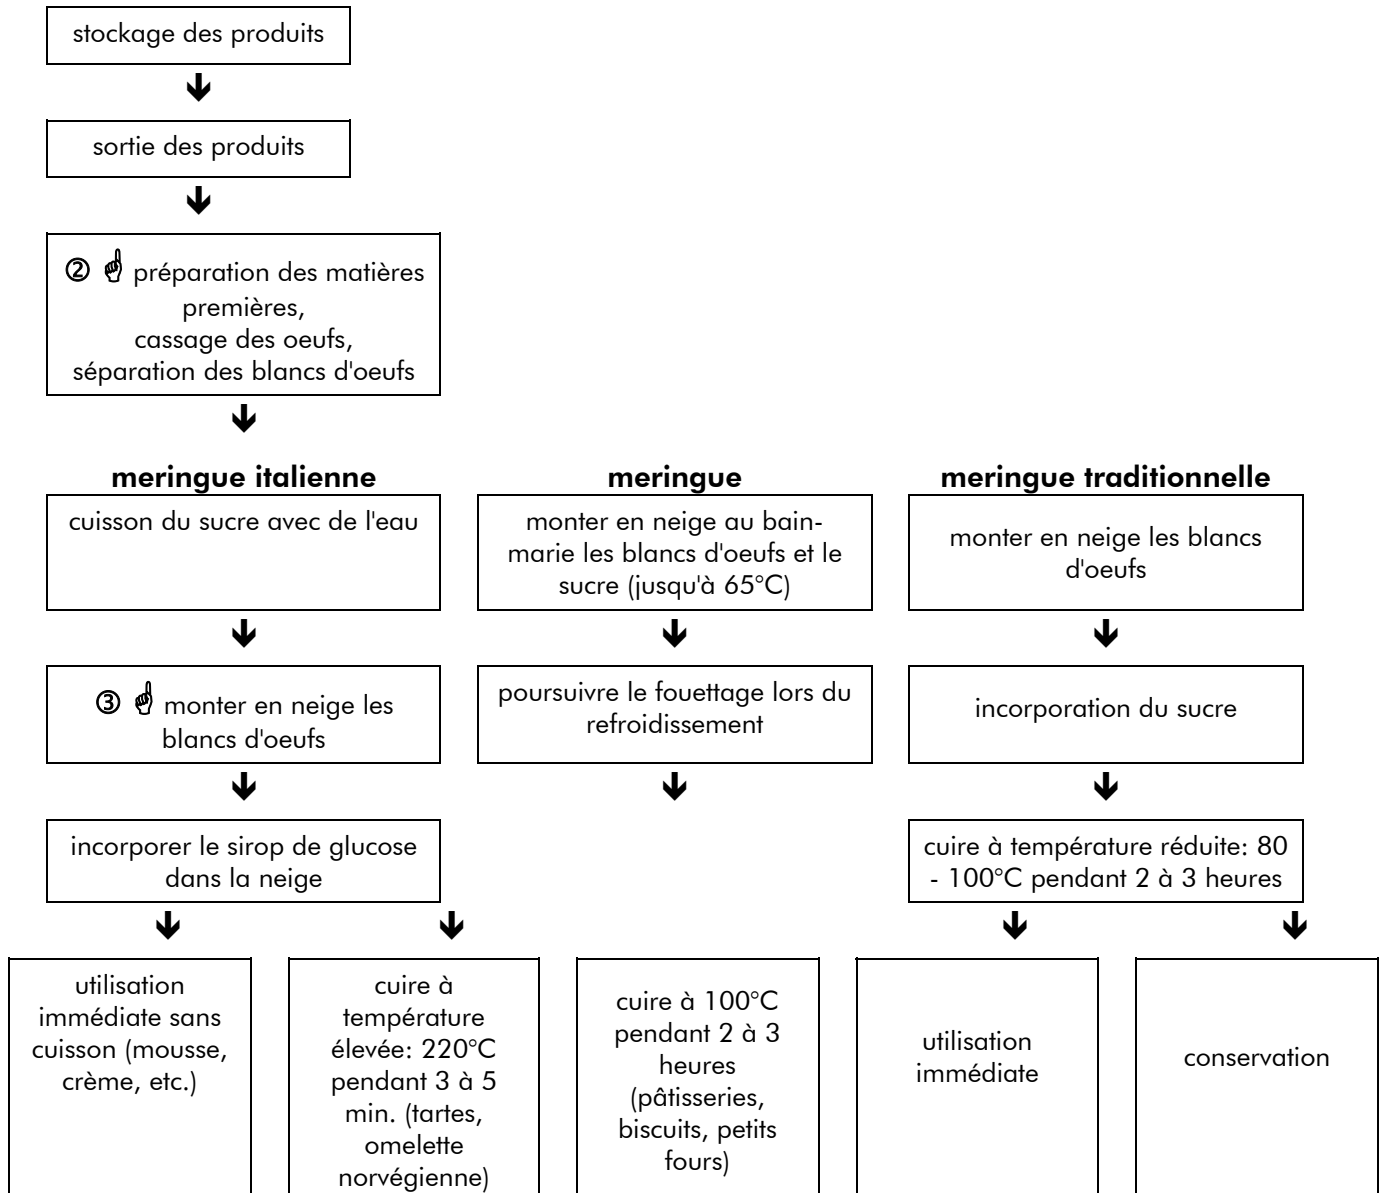 stockage des produits
sortie des produits
② ☝ préparation des matières
premières,
cassage des oeufs,
séparation des blancs d'oeufs
meringue italienne
cuisson du sucre avec de l'eau
③ ☝ monter en neige les
blancs d'oeufs
incorporer le sirop de glucose
dans la neige
meringue
monter en neige au bain-
marie les blancs d'oeufs et le
sucre (jusqu'à 65°C)
poursuivre le fouettage lors du
refroidissement
meringue traditionnelle
monter en neige les blancs
d'oeufs
incorporation du sucre
cuire à température réduite: 80
- 100°C pendant 2 à 3 heures
utilisation
immédiate sans
cuisson (mousse,
crème, etc.)
cuire à
température
élevée: 220°C
pendant 3 à 5
min. (tartes,
omelette
norvégienne)
cuire à 100°C
pendant 2 à 3
heures
(pâtisseries,
biscuits, petits
fours)
utilisation
immédiate
conservation